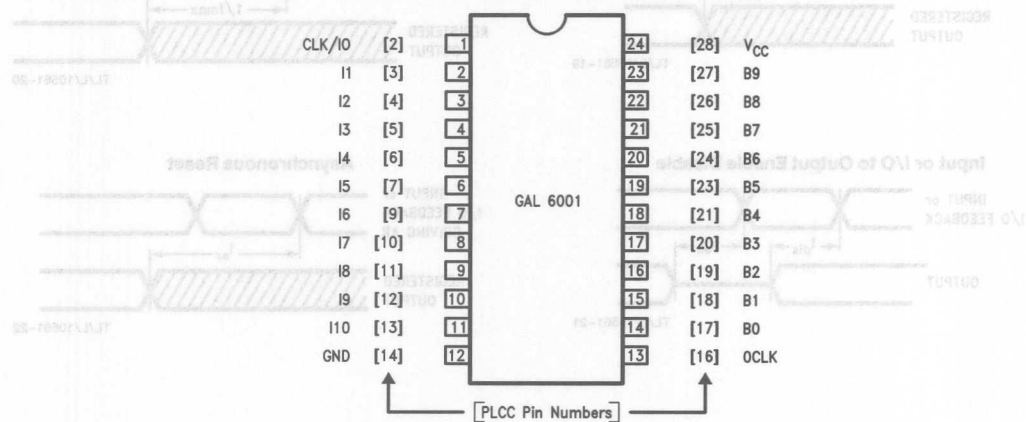 CLK/I0 [2] 1 24 [28] VCC
I1 [3] 2 23 [27] B9
I2 [4] 3 22 [26] B8
I3 [5] 4 21 [25] B7
I4 [6] 5 20 [24] B6
I5 [7] 6 19 [23] B5
GAL 6001
I6 [9] 7 18 [21] B4
I7 [10] 8 17 [20] B3
I8 [11] 9 16 [19] B2
I9 [12] 10 15 [18] B1
I10 [13] 11 14 [17] B0
GND [14] 12 13 [16] OCLK
[PLCC Pin Numbers]